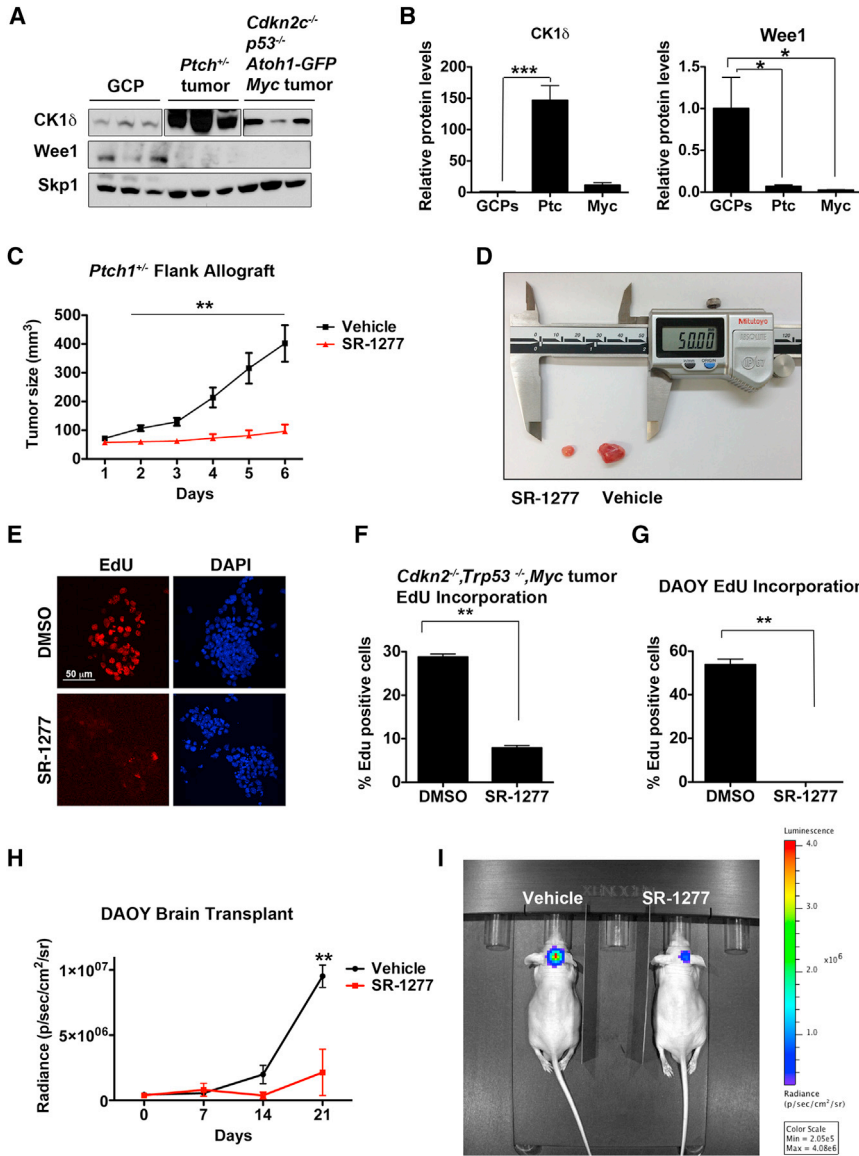 A
GCP
Ptch+/-
tumor
Cdkn2c-/-
p53-/-
Atoh1-GFP
Myc tumor
CK1δ
Wee1
Skp1
B
CK1δ
Relative protein levels
200
150
100
50
0
***
GCPs Ptc Myc
Wee1
Relative protein levels
1.5
1.0
0.5
0.0
*
*
GCPs Ptc Myc
C
Ptch1+/- Flank Allograft
Tumor size (mm3)
500
400
300
200
100
0
**
Vehicle
SR-1277
1 2 3 4 5 6
Days
D
Mitutoyo
50.00
ORIGIN
SR-1277 Vehicle
E
EdU DAPI
DMSO
50 μm
SR-1277
F
Cdkn2-/-,Trp53 -/-,Myc tumor
EdU Incorporation
**
% Edu positive cells
30
20
10
0
DMSO SR-1277
G
DAOY EdU Incorporation
**
% Edu positive cells
60
40
20
0
DMSO SR-1277
H
DAOY Brain Transplant
Radiance (p/sec/cm2/sr)
1×10^07
5×10^06
0
**
Vehicle
SR-1277
0 7 14 21
Days
I
Vehicle SR-1277
Luminescence
4.0
3.0
2.0
x10^6
1.0
Radiance
(p/sec/cm2/sr)
Color Scale
Min = 2.05e5
Max = 4.08e6